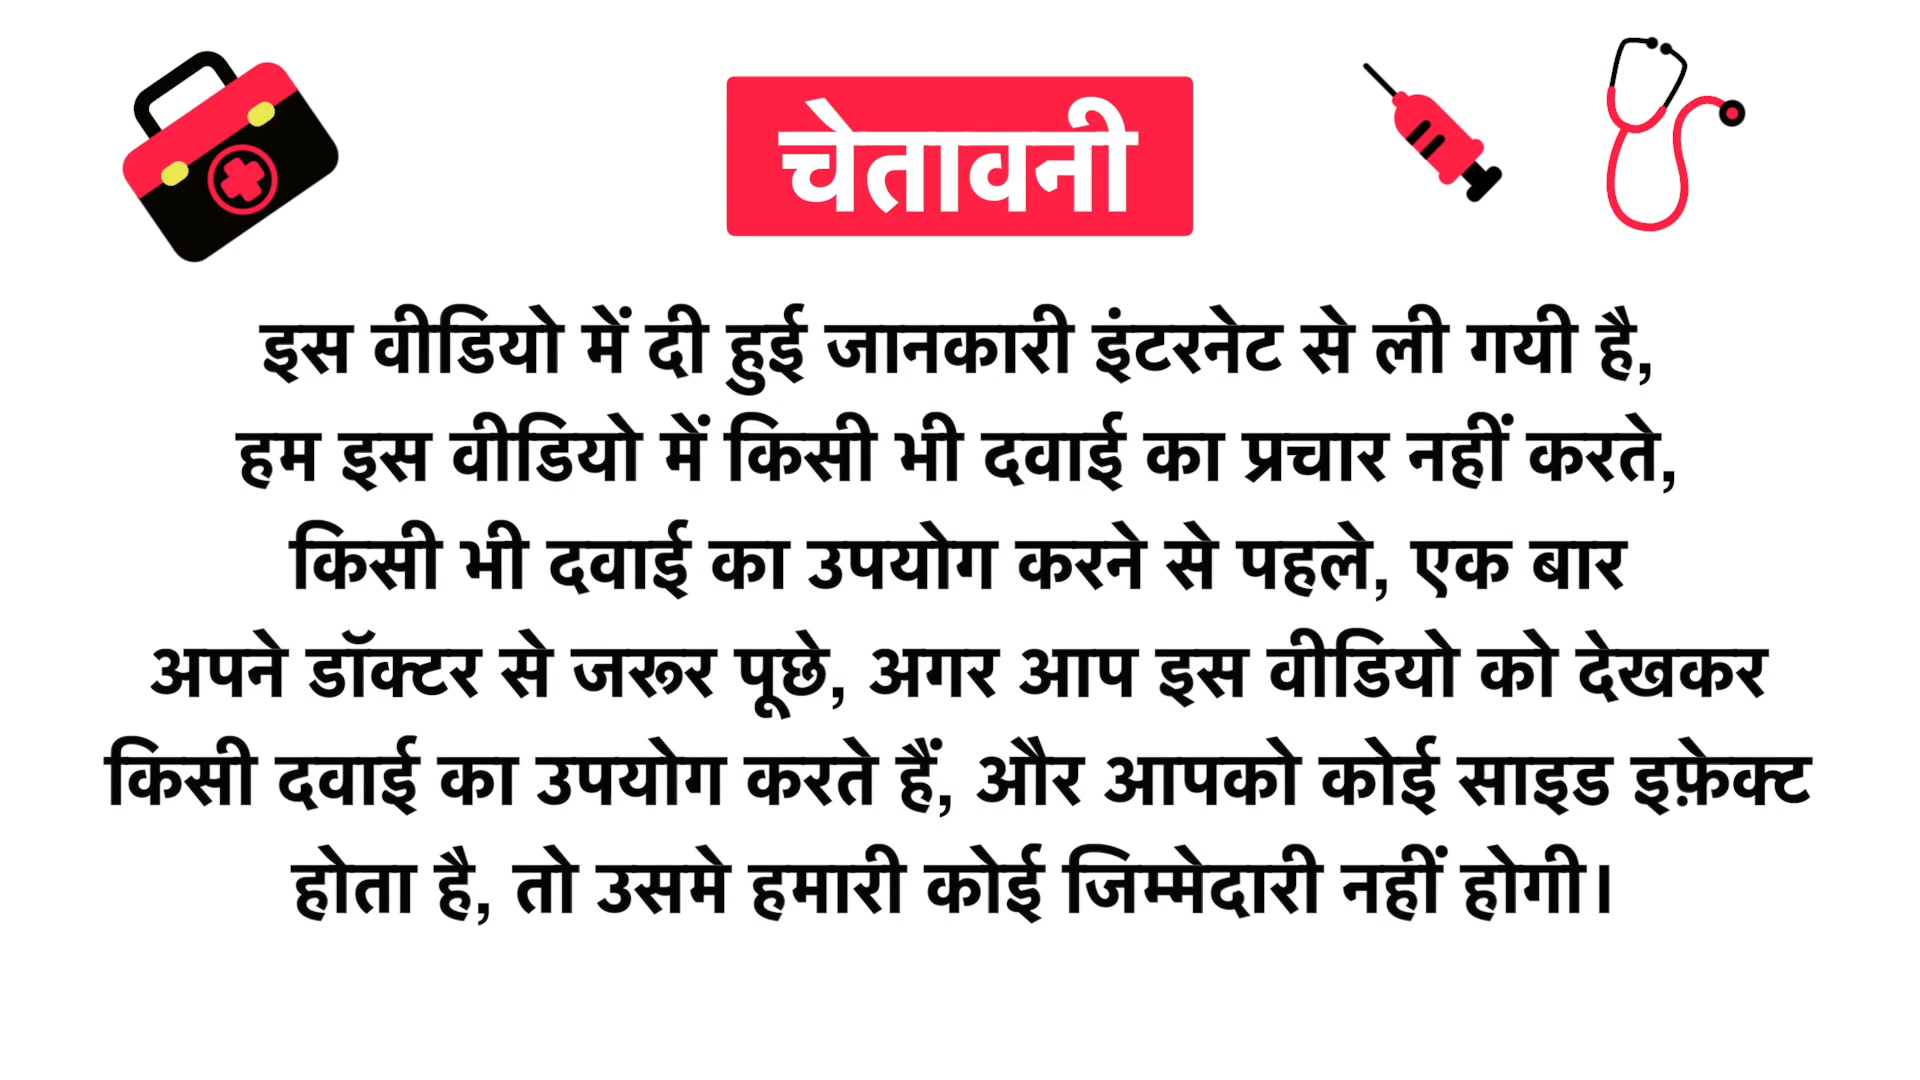 चेतावनी
इस वीडियो में दी हुई जानकारी इंटरनेट से ली गयी है,
हम इस वीडियो में किसी भी दवाई का प्रचार नहीं करते,
किसी भी दवाई का उपयोग करने से पहले, एक बार
अपने डॉक्टर से जरूर पूछे, अगर आप इस वीडियो को देखकर
किसी दवाई का उपयोग करते हैं, और आपको कोई साइड इफ़ेक्ट
होता है, तो उसमे हमारी कोई जिम्मेदारी नहीं होगी।